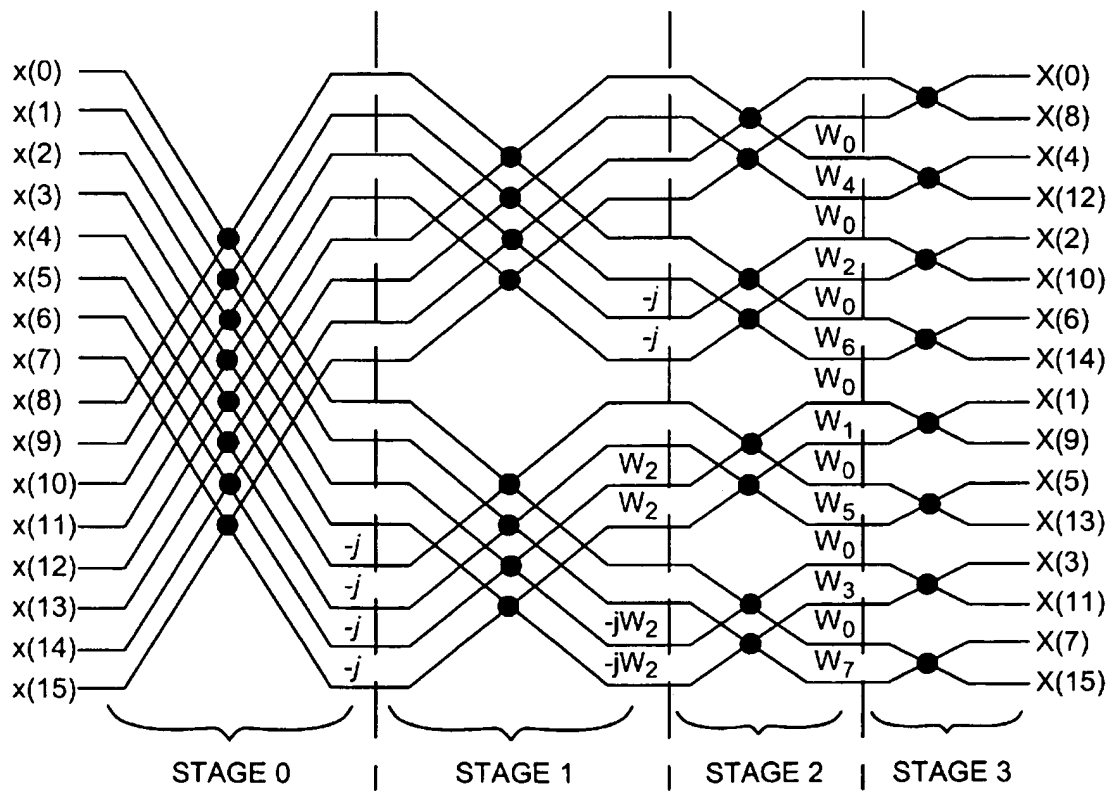 x(0)
x(1)
x(2)
x(3)
x(4)
x(5)
x(6)
x(7)
x(8)
x(9)
x(10)
x(11)
x(12)
x(13)
x(14)
x(15)
-j
-j
-j
-j
-j
-j
W2
W2
-jW2
-jW2
W0
W4
W0
W2
W0
W6
W0
W1
W0
W5
W0
W3
W0
W7
X(0)
X(8)
X(4)
X(12)
X(2)
X(10)
X(6)
X(14)
X(1)
X(9)
X(5)
X(13)
X(3)
X(11)
X(7)
X(15)
STAGE 0
STAGE 1
STAGE 2
STAGE 3